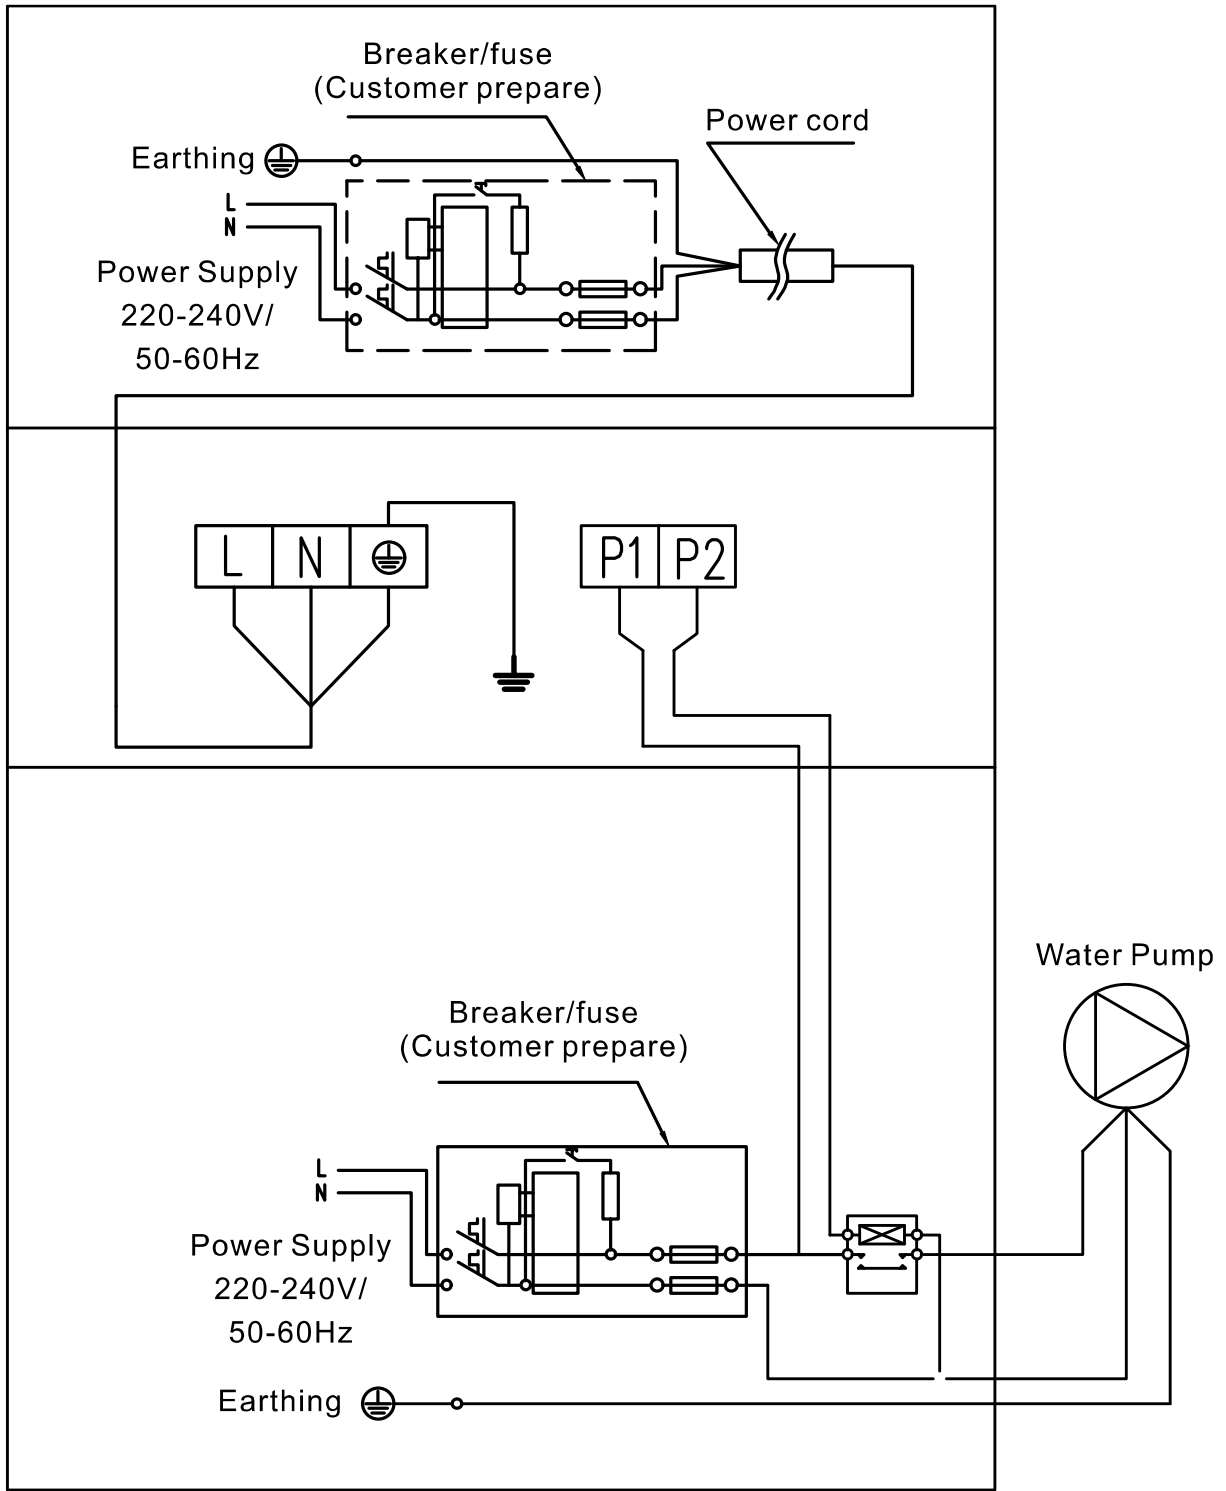 Breaker/fuse
(Customer prepare)
Power cord
Earthing
L
N
Power Supply
220-240V/
50-60Hz
L N
P1 P2
Water Pump
Breaker/fuse
(Customer prepare)
L
N
Power Supply
220-240V/
50-60Hz
Earthing